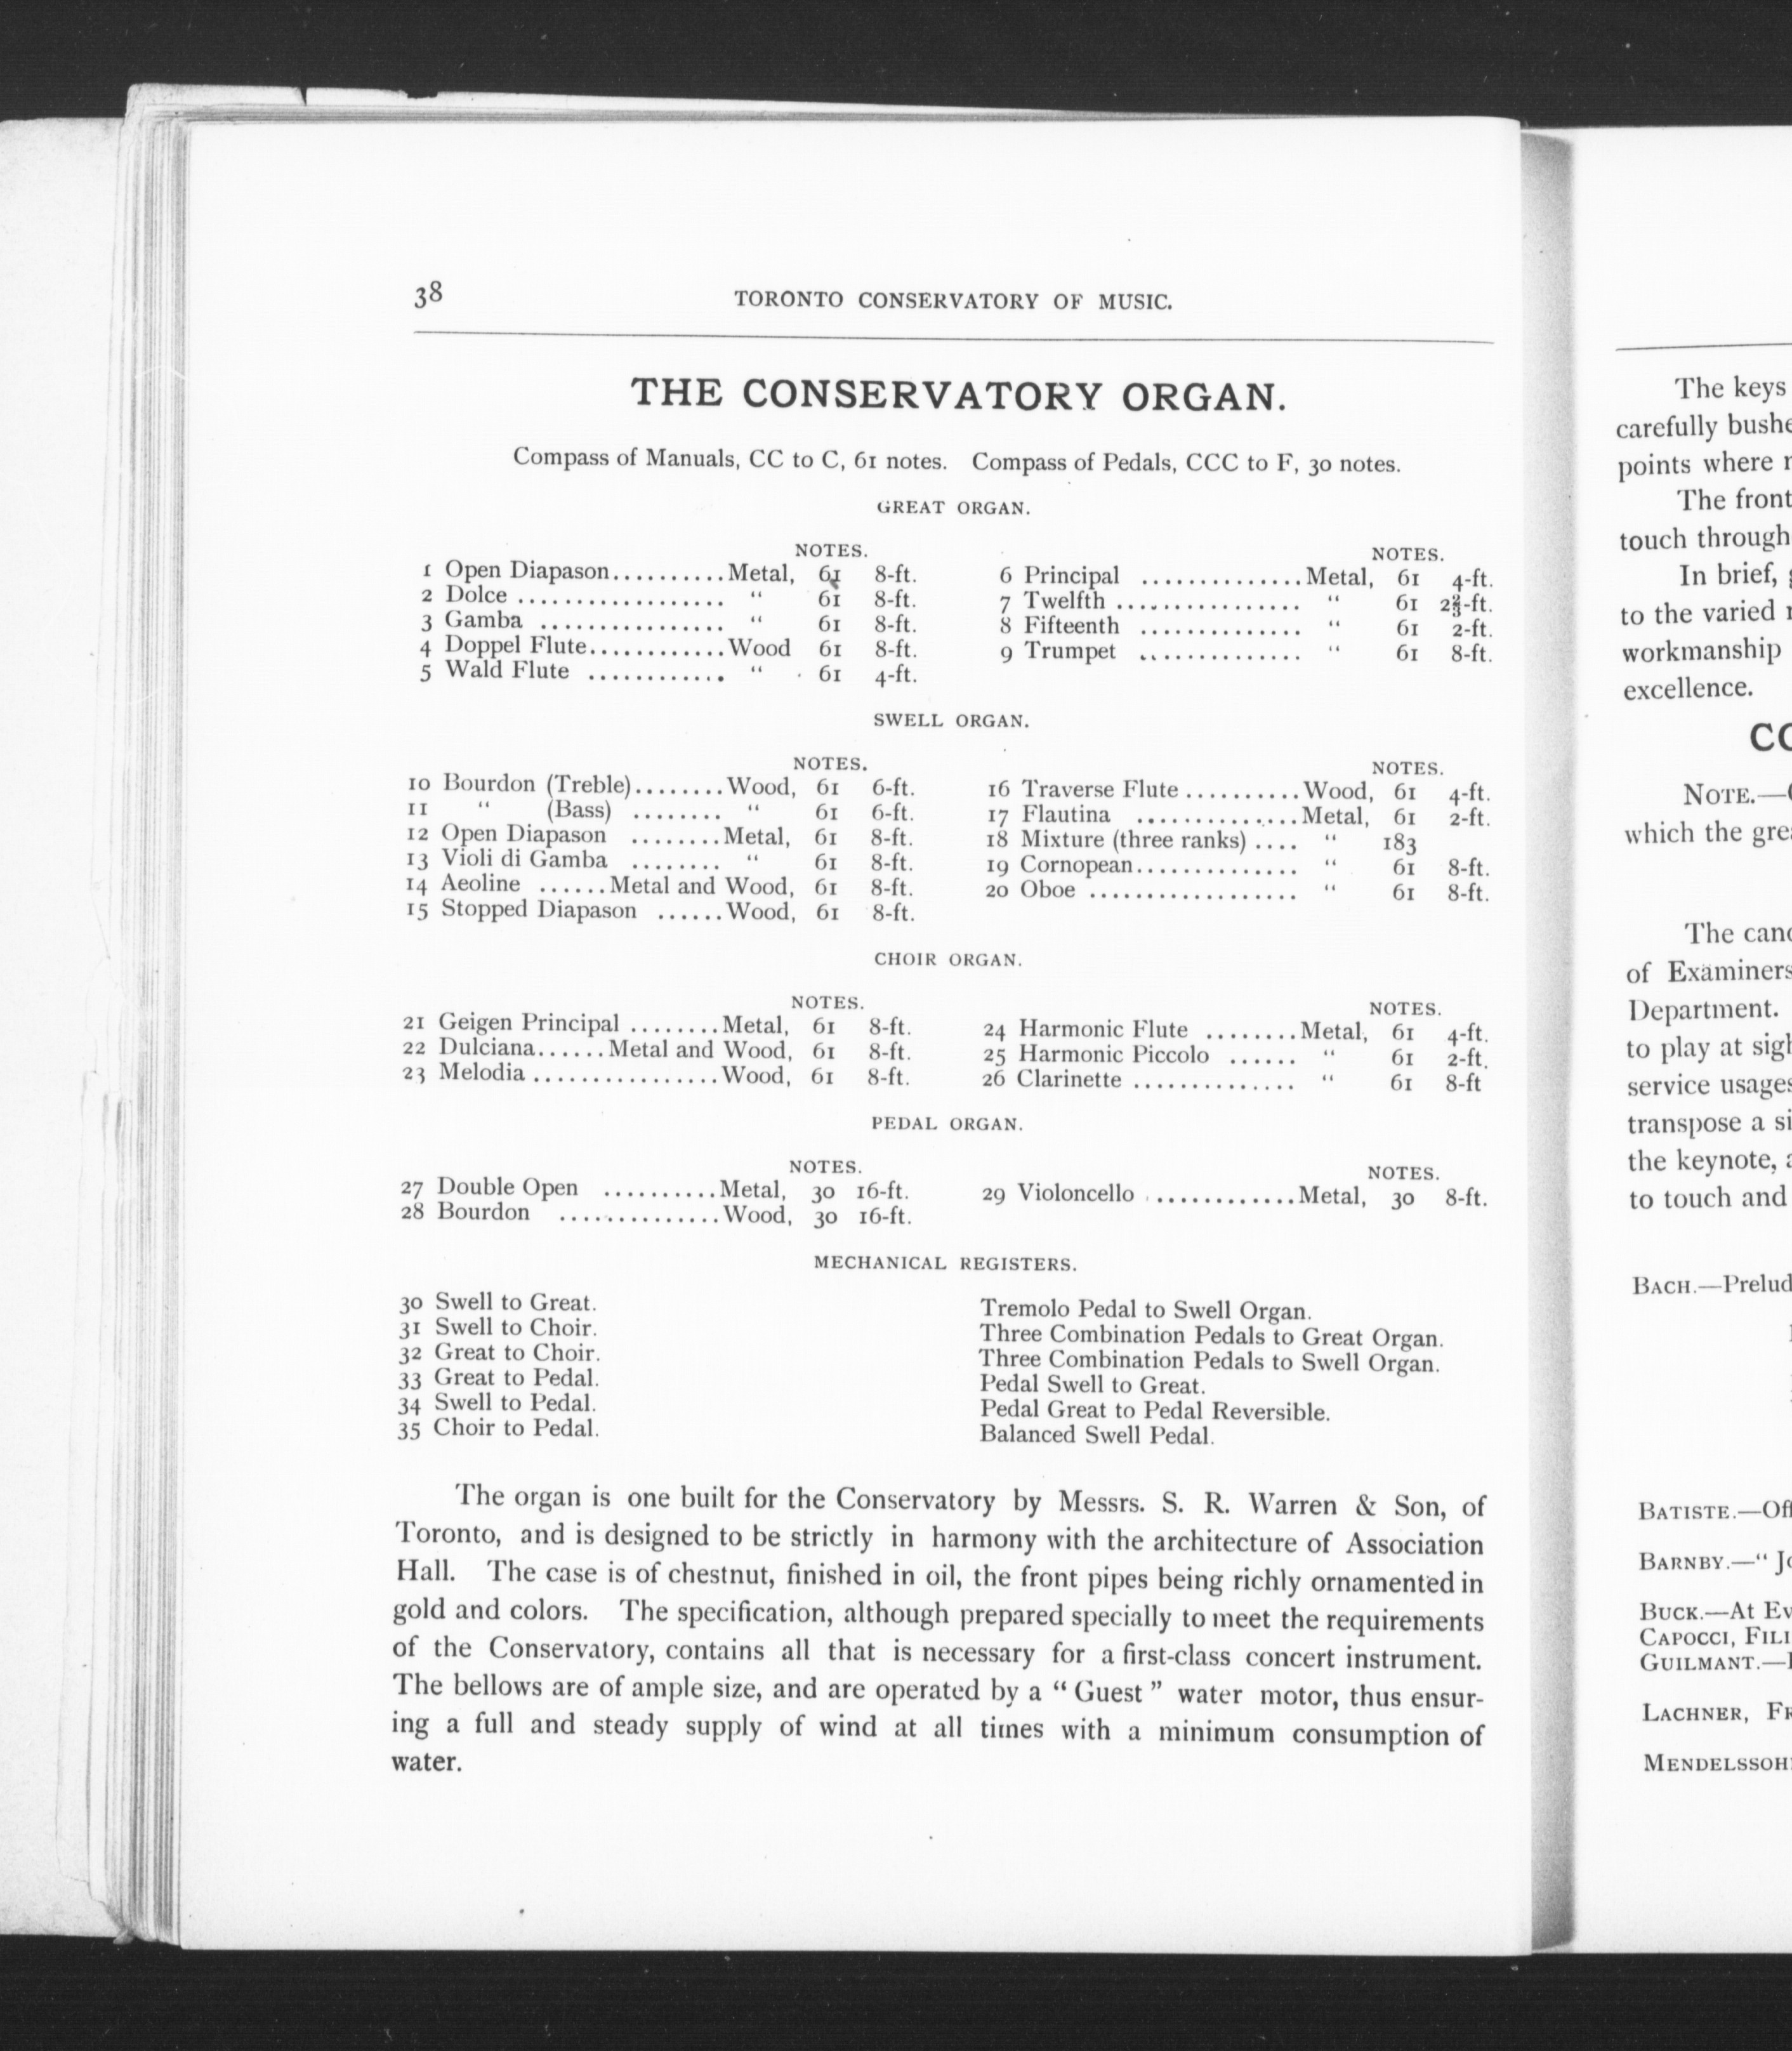 38
TORONTO CONSERVATORY OF MUSIC.
THE CONSERVATORY ORGAN.
Compass of Manuals, CC to C, 61 notes. Compass of Pedals, CCC to F, 30 notes.
GREAT ORGAN.
NOTES.
1 Open Diapason..........Metal, 61 8-ft.
2 Dolce .................. “ 61 8-ft.
3 Gamba ................ “ 61 8-ft.
4 Doppel Flute............Wood 61 8-ft.
5 Wald Flute ............ “ 61 4-ft.
NOTES.
6 Principal ..............Metal, 61 4-ft.
7 Twelfth ................ “ 61 2⅔-ft.
8 Fifteenth .............. “ 61 2-ft.
9 Trumpet .............. “ 61 8-ft.
SWELL ORGAN.
NOTES.
10 Bourdon (Treble)........Wood, 61 6-ft.
11 “ (Bass) ........ “ 61 6-ft.
12 Open Diapason ........Metal, 61 8-ft.
13 Violi di Gamba ........ “ 61 8-ft.
14 Aeoline ......Metal and Wood, 61 8-ft.
15 Stopped Diapason ......Wood, 61 8-ft.
NOTES.
16 Traverse Flute ..........Wood, 61 4-ft.
17 Flautina ..............Metal, 61 2-ft.
18 Mixture (three ranks) .... “ 183
19 Cornopean.............. “ 61 8-ft.
20 Oboe .................. “ 61 8-ft.
CHOIR ORGAN.
NOTES.
21 Geigen Principal ........Metal, 61 8-ft.
22 Dulciana......Metal and Wood, 61 8-ft.
23 Melodia ................Wood, 61 8-ft.
NOTES.
24 Harmonic Flute ........Metal, 61 4-ft.
25 Harmonic Piccolo ...... “ 61 2-ft.
26 Clarinette .............. “ 61 8-ft
PEDAL ORGAN.
NOTES.
27 Double Open ..........Metal, 30 16-ft.
28 Bourdon ..............Wood, 30 16-ft.
NOTES.
29 Violoncello ............Metal, 30 8-ft.
MECHANICAL REGISTERS.
30 Swell to Great.
31 Swell to Choir.
32 Great to Choir.
33 Great to Pedal.
34 Swell to Pedal.
35 Choir to Pedal.
Tremolo Pedal to Swell Organ.
Three Combination Pedals to Great Organ.
Three Combination Pedals to Swell Organ.
Pedal Swell to Great.
Pedal Great to Pedal Reversible.
Balanced Swell Pedal.
The organ is one built for the Conservatory by Messrs. S. R. Warren & Son, of
Toronto, and is designed to be strictly in harmony with the architecture of Association
Hall. The case is of chestnut, finished in oil, the front pipes being richly ornamented in
gold and colors. The specification, although prepared specially to meet the requirements
of the Conservatory, contains all that is necessary for a first-class concert instrument.
The bellows are of ample size, and are operated by a “ Guest ” water motor, thus ensur-
ing a full and steady supply of wind at all times with a minimum consumption of
water.
The keys
carefully
points where
The front
touch
In brief,
to the varied
workmanship
excellence.
NOTE.—
which the
The
of Examiners
Department.
to play at
service
transpose a
the keynote,
to touch and
BACH.—
BATISTE.—
BARNBY.—“
BUCK.—At
CAPOCCI,
GUILMANT.—
LACHNER,